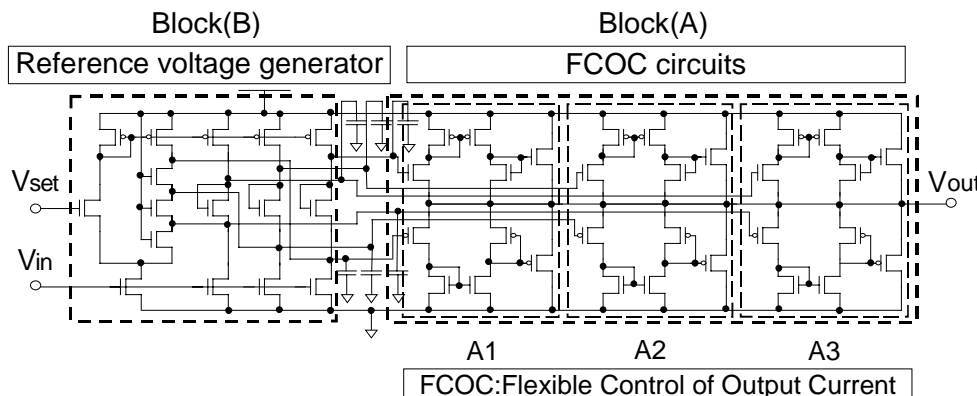 Block(B)
Block(A)
Reference voltage generator
FCOC circuits
Vset
Vin
Vout
A1
A2
A3
FCOC:Flexible Control of Output Current